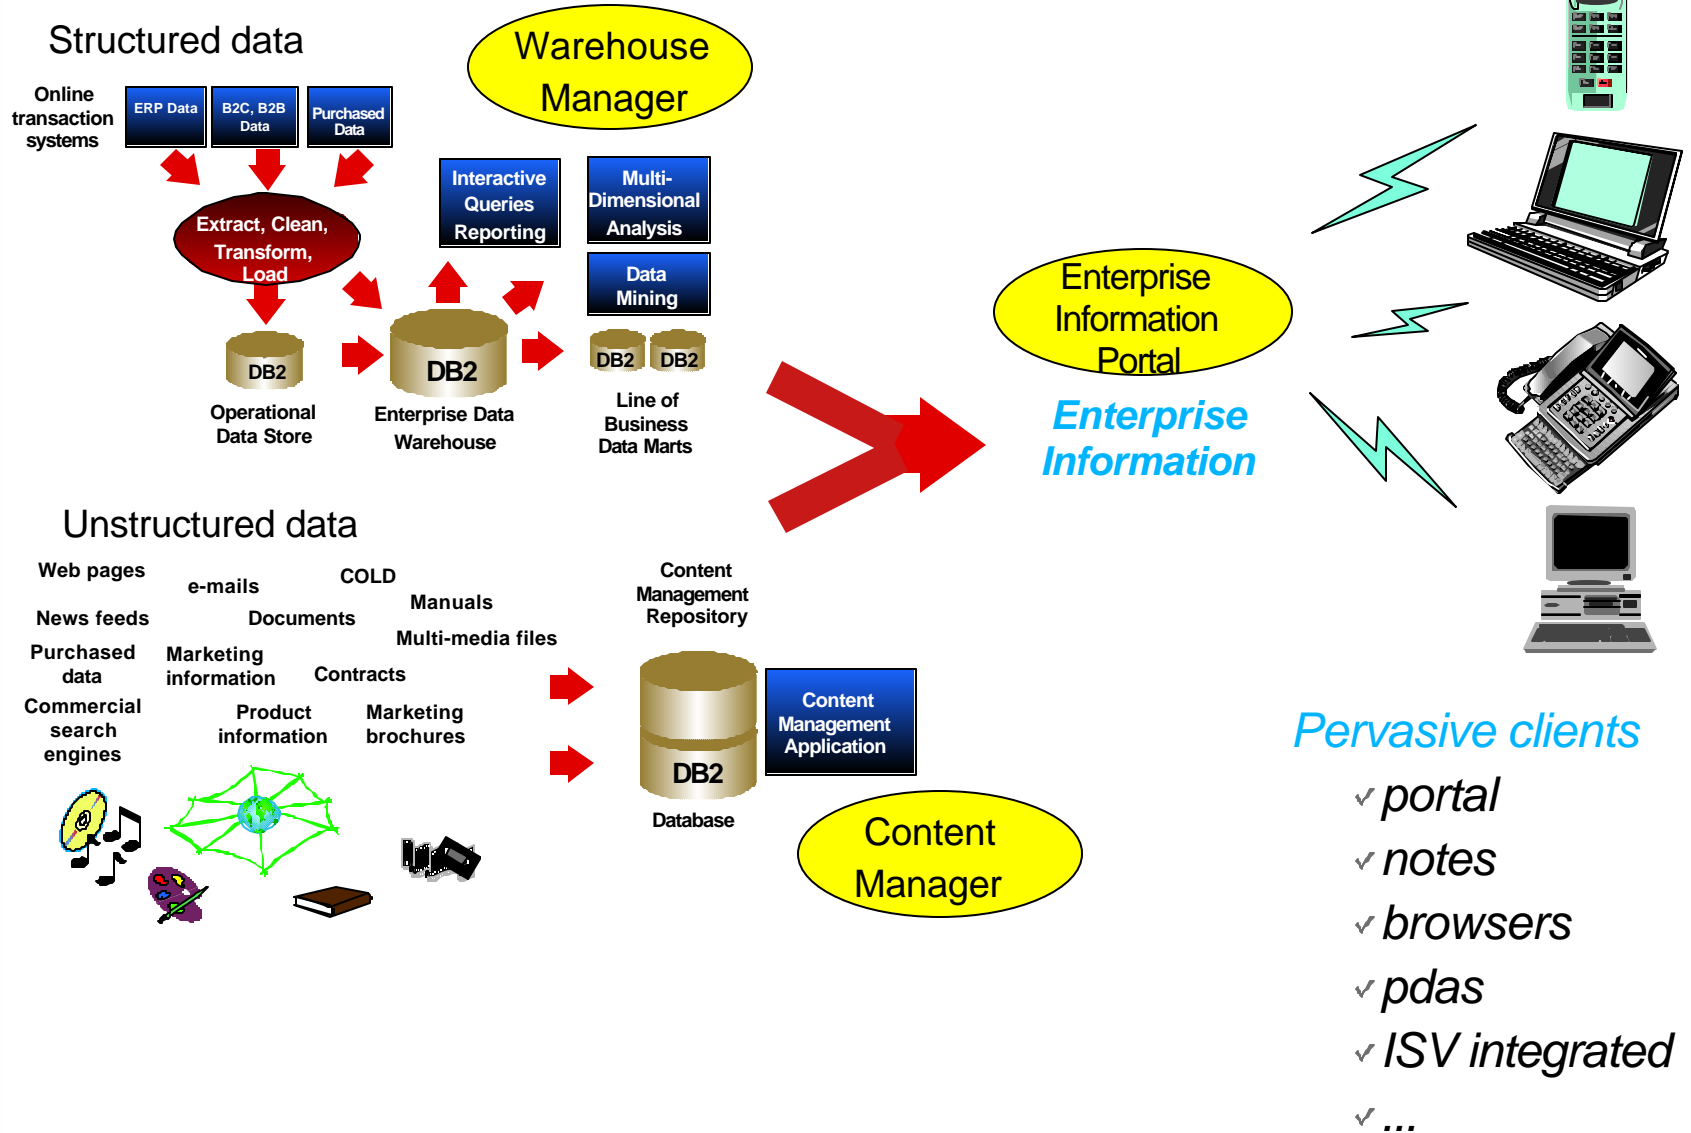 Structured data
Warehouse
Manager
Online
transaction
systems
ERP Data
B2C, B2B
Data
Purchased
Data
Extract, Clean,
Transform,
Load
Interactive
Queries
Reporting
Multi-
Dimensional
Analysis
Data
Mining
DB2
DB2
DB2
DB2
Operational
Data Store
Enterprise Data
Warehouse
Line of
Business
Data Marts
Enterprise
Information
Portal
Enterprise
Information
Unstructured data
Web pages
e-mails
COLD
News feeds
Documents
Manuals
Multi-media files
Purchased
data
Marketing
information
Contracts
Commercial
search
engines
Product
information
Marketing
brochures
Content
Management
Repository
DB2
Database
Content
Management
Application
Content
Manager
Pervasive clients
portal
notes
browsers
pdas
ISV integrated
...